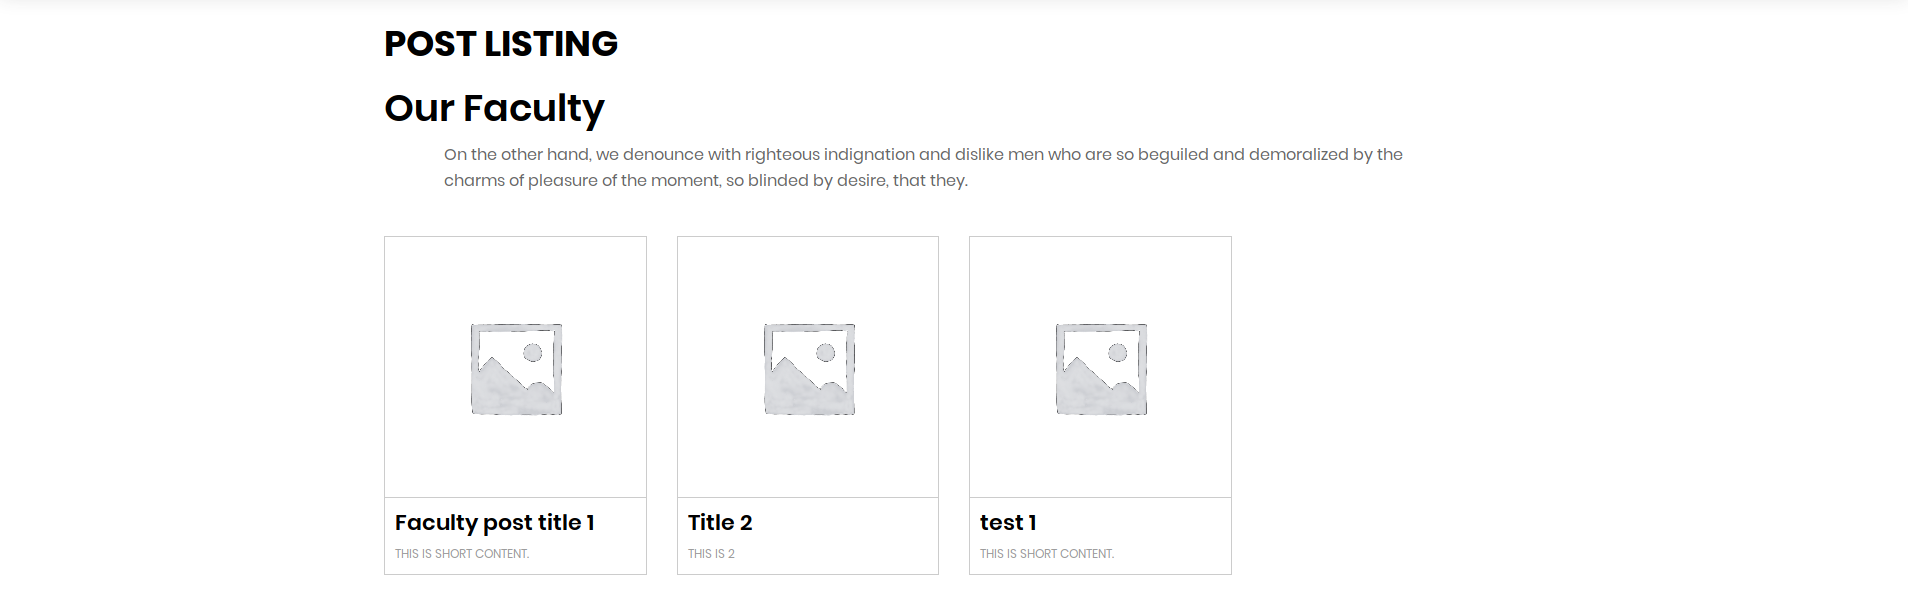 POST LISTING
Our Faculty
On the other hand, we denounce with righteous indignation and dislike men who are so beguiled and demoralized by the
charms of pleasure of the moment, so blinded by desire, that they.
Faculty post title 1
THIS IS SHORT CONTENT.
Title 2
THIS IS 2
test 1
THIS IS SHORT CONTENT.